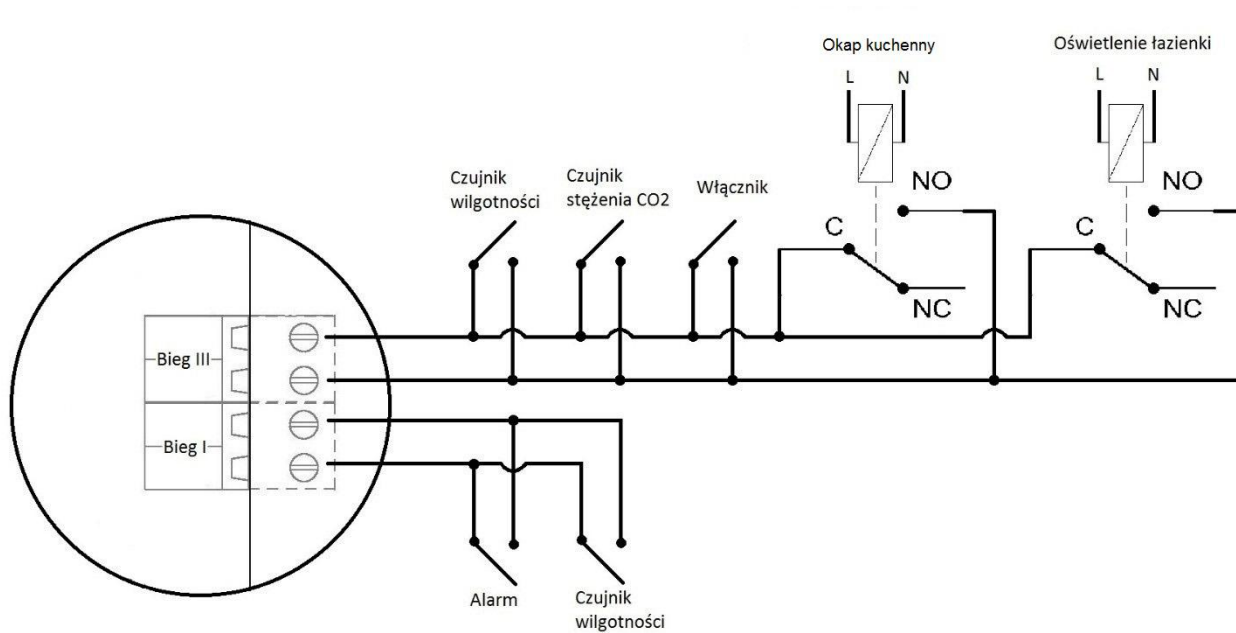 Okap kuchenny
Oświetlenie łazienki
L N
L N
Czujnik
wilgotności
Czujnik
stężenia CO2
Włącznik
NO
NO
C
C
NC
NC
Bieg III
Bieg I
Alarm
Czujnik
wilgotności